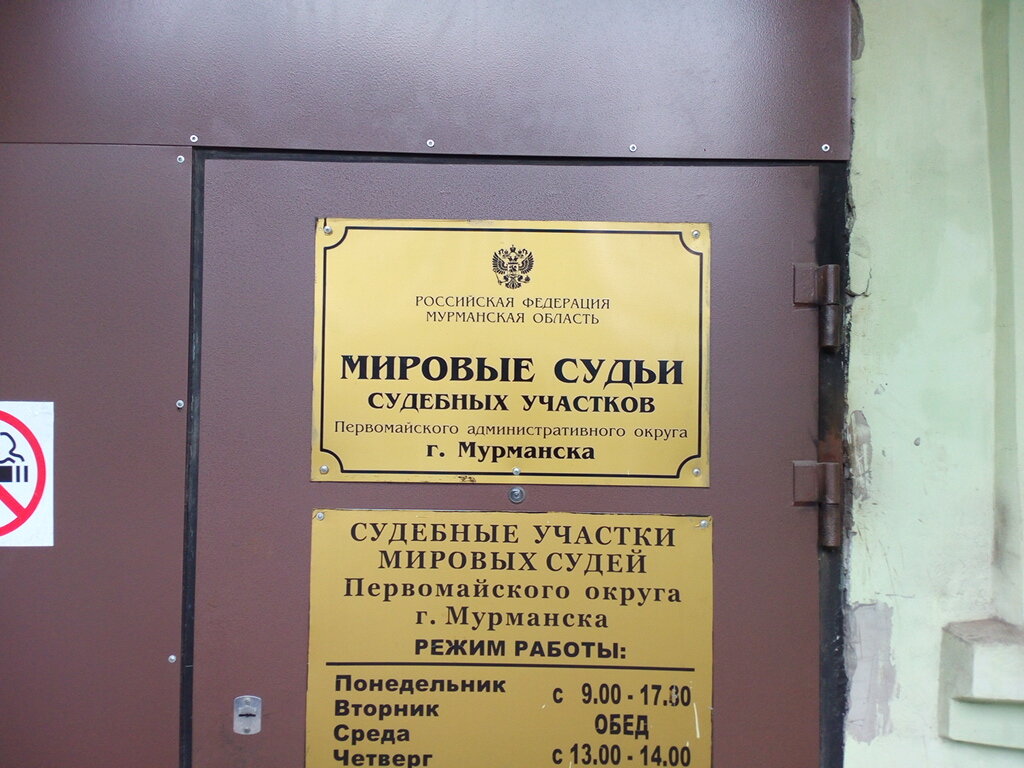 РОССИЙСКАЯ ФЕДЕРАЦИЯ
МУРМАНСКАЯ ОБЛАСТЬ
МИРОВЫЕ СУДЬИ
СУДЕБНЫХ УЧАСТКОВ
Первомайского административного округа
г. Мурманска
СУДЕБНЫЕ УЧАСТКИ
МИРОВЫХ СУДЕЙ
Первомайского округа
г. Мурманска
РЕЖИМ РАБОТЫ:
Понедельник
Вторник
Среда
Четверг
с 9.00 - 17.00
ОБЕД
с 13.00 - 14.00